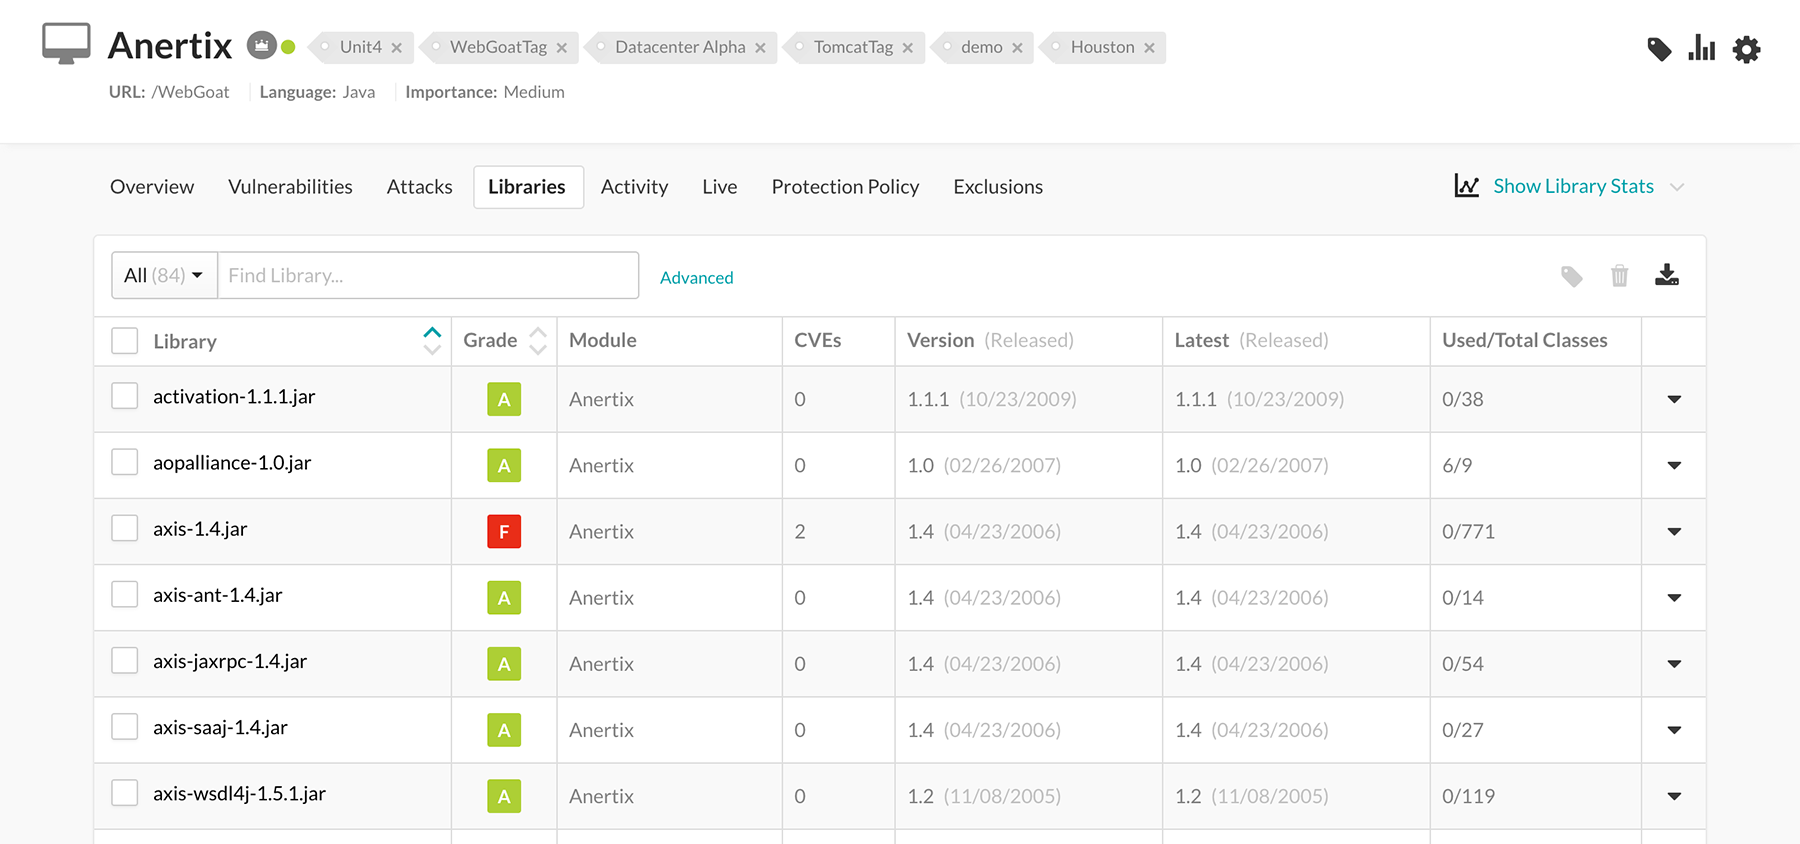 Anertix Unit4 × WebGoatTag × Datacenter Alpha × TomcatTag × demo × Houston ×
URL: /WebGoat Language: Java Importance: Medium
Overview Vulnerabilities Attacks Libraries Activity Live Protection Policy Exclusions Show Library Stats
All (84) Find Library... Advanced
Library Grade Module CVEs Version (Released) Latest (Released) Used/Total Classes
activation-1.1.1.jar A Anertix 0 1.1.1 (10/23/2009) 1.1.1 (10/23/2009) 0/38
aopalliance-1.0.jar A Anertix 0 1.0 (02/26/2007) 1.0 (02/26/2007) 6/9
axis-1.4.jar F Anertix 2 1.4 (04/23/2006) 1.4 (04/23/2006) 0/771
axis-ant-1.4.jar A Anertix 0 1.4 (04/23/2006) 1.4 (04/23/2006) 0/14
axis-jaxrpc-1.4.jar A Anertix 0 1.4 (04/23/2006) 1.4 (04/23/2006) 0/54
axis-saaj-1.4.jar A Anertix 0 1.4 (04/23/2006) 1.4 (04/23/2006) 0/27
axis-wsdl4j-1.5.1.jar A Anertix 0 1.2 (11/08/2005) 1.2 (11/08/2005) 0/119